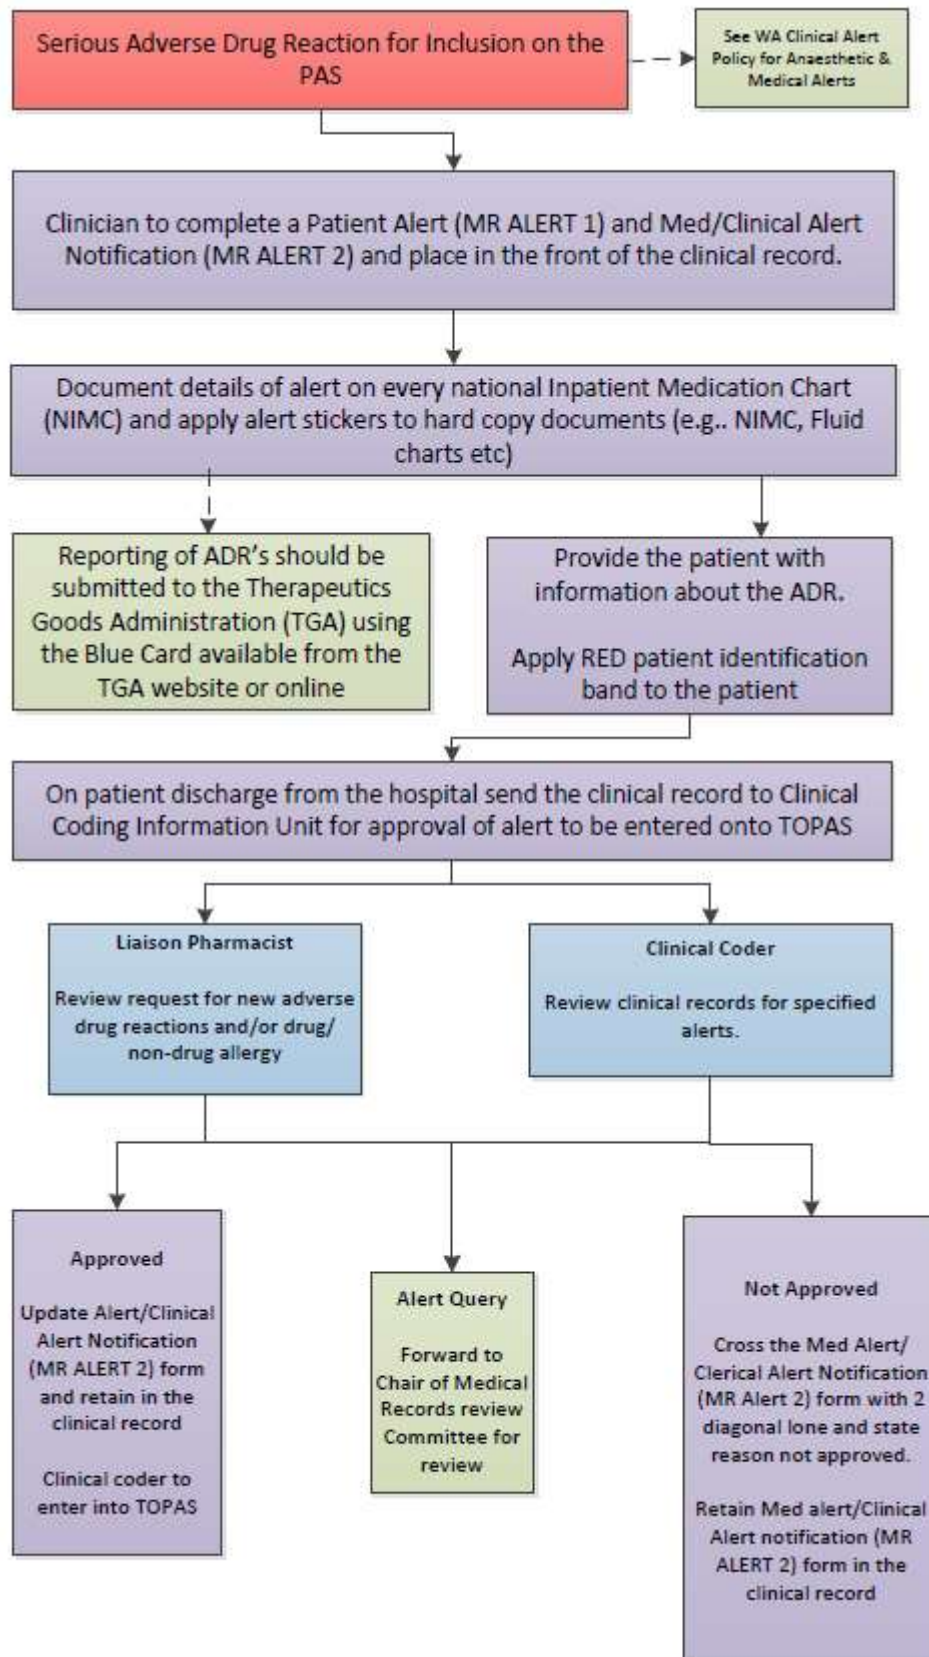 Serious Adverse Drug Reaction for Inclusion on the
PAS
See WA Clinical Alert
Policy for Anaesthetic &
Medical Alerts
Clinician to complete a Patient Alert (MR ALERT 1) and Med/Clinical Alert
Notification (MR ALERT 2) and place in the front of the clinical record.
Document details of alert on every national Inpatient Medication Chart
(NIMC) and apply alert stickers to hard copy documents (e.g.. NIMC, Fluid
charts etc)
Reporting of ADR's should be
submitted to the Therapeutics
Goods Administration (TGA) using
the Blue Card available from the
TGA website or online
Provide the patient with
information about the ADR.
Apply RED patient identification
band to the patient
On patient discharge from the hospital send the clinical record to Clinical
Coding Information Unit for approval of alert to be entered onto TOPAS
Liaison Pharmacist
Review request for new adverse
drug reactions and/or drug/
non-drug allergy
Clinical Coder
Review clinical records for specified
alerts.
Approved
Update Alert/Clinical
Alert Notification
(MR ALERT 2) form
and retain in the
clinical record
Clinical coder to
enter into TOPAS
Alert Query
Forward to
Chair of Medical
Records review
Committee for
review
Not Approved
Cross the Med Alert/
Clerical Alert Notification
(MR Alert 2) form with 2
diagonal lone and state
reason not approved.
Retain Med alert/Clinical
Alert notification (MR
ALERT 2) form in the
clinical record